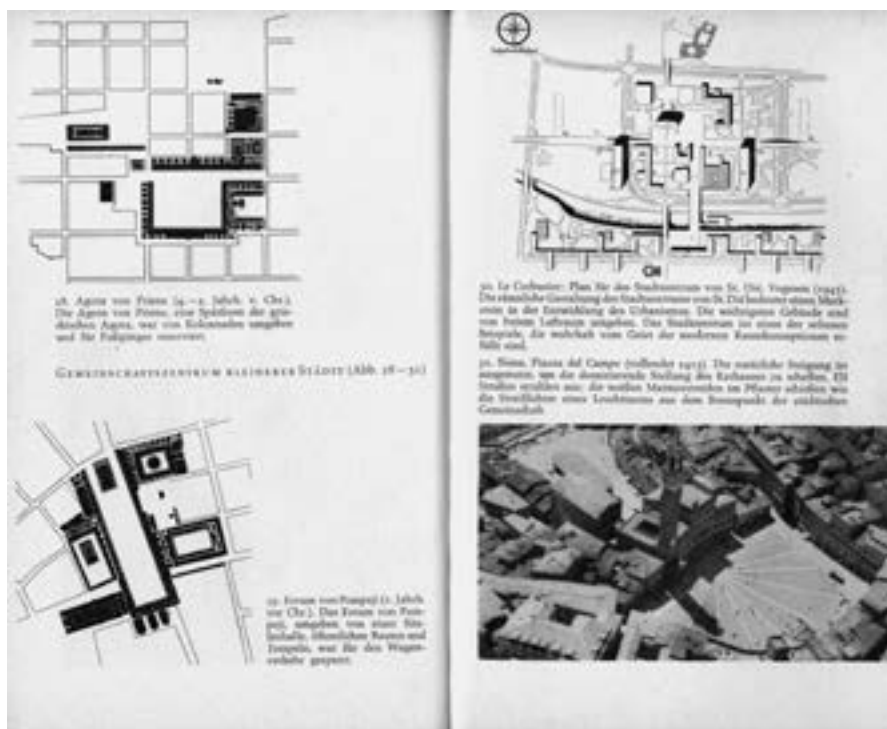 28. Agora von Priene (4.–2. Jahrh. v. Chr.).
Die Agora von Priene, eine Spätform der grie-
chischen Agora, war von Kolonnaden umgeben
und für Fußgänger reserviert.
GEMEINSCHAFTSZENTRUM KLEINERER STÄDTE (Abb. 28–31)
29. Forum von Pompeji (2. Jahrh.
vor Chr.). Das Forum von Pom-
peji, umgeben von einer Säu-
lenhalle, öffentlichen Bauten und
Tempeln, war für den Wagen-
verkehr gesperrt.
30. Le Corbusier: Plan für das Stadtzentrum von St. Dié, Vogesen (1945).
Die räumliche Gestaltung des Stadtzentrums von St. Dié bedeutet einen Mark-
stein in der Entwicklung des Urbanismus. Die wichtigsten Gebäude sind
von freiem Luftraum umgeben. Das Stadtzentrum ist eines der seltenen
Beispiele, die wahrhaft vom Geist der modernen Raumkonzeption er-
füllt sind.
31. Siena, Piazza del Campo (vollendet 1413). Die natürliche Steigung ist
ausgenutzt, um die dominierende Stellung des Rathauses zu Elf
Straßen strahlen aus: die weißen im Pflaster wie
die eines Leuchtturms aus dem Brennpunkt der städtischen
Gemeinschaft.